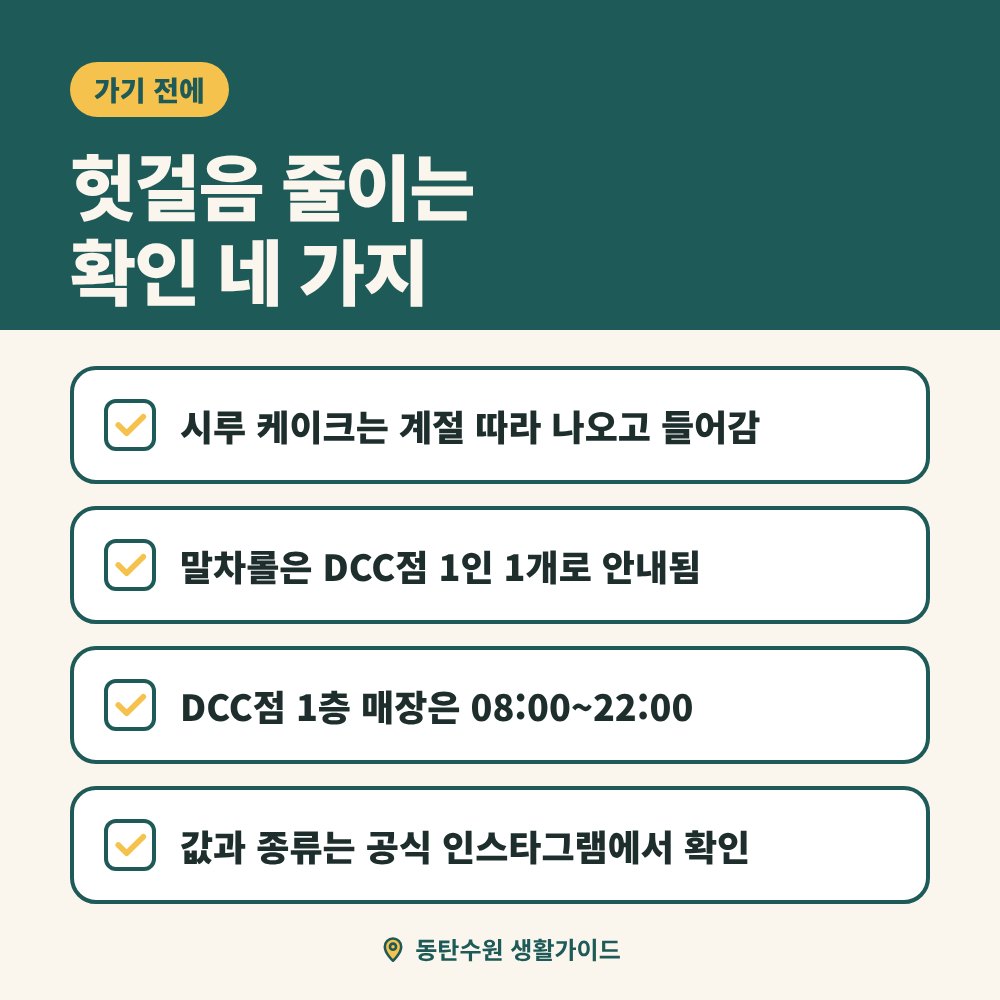 가기 전에
헛걸음 줄이는
확인 네 가지
시루 케이크는 계절 따라 나오고 들어감
말차롤은 DCC점 1인 1개로 안내됨
DCC점 1층 매장은 08:00~22:00
값과 종류는 공식 인스타그램에서 확인
동탄수원 생활가이드